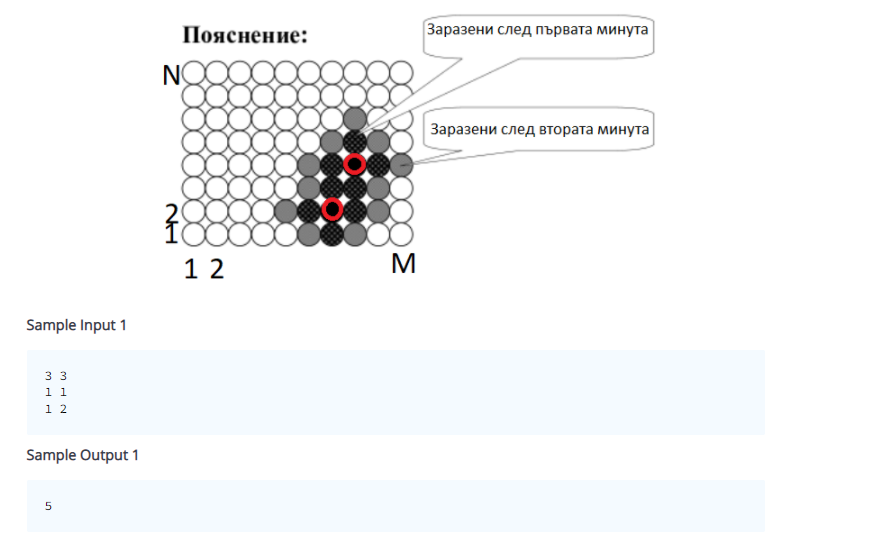 Пояснение:
Заразени след първата минута
N
Заразени след втората минута
2
1
1 2
M
Sample Input 1
3 3
1 1
1 2
Sample Output 1
5